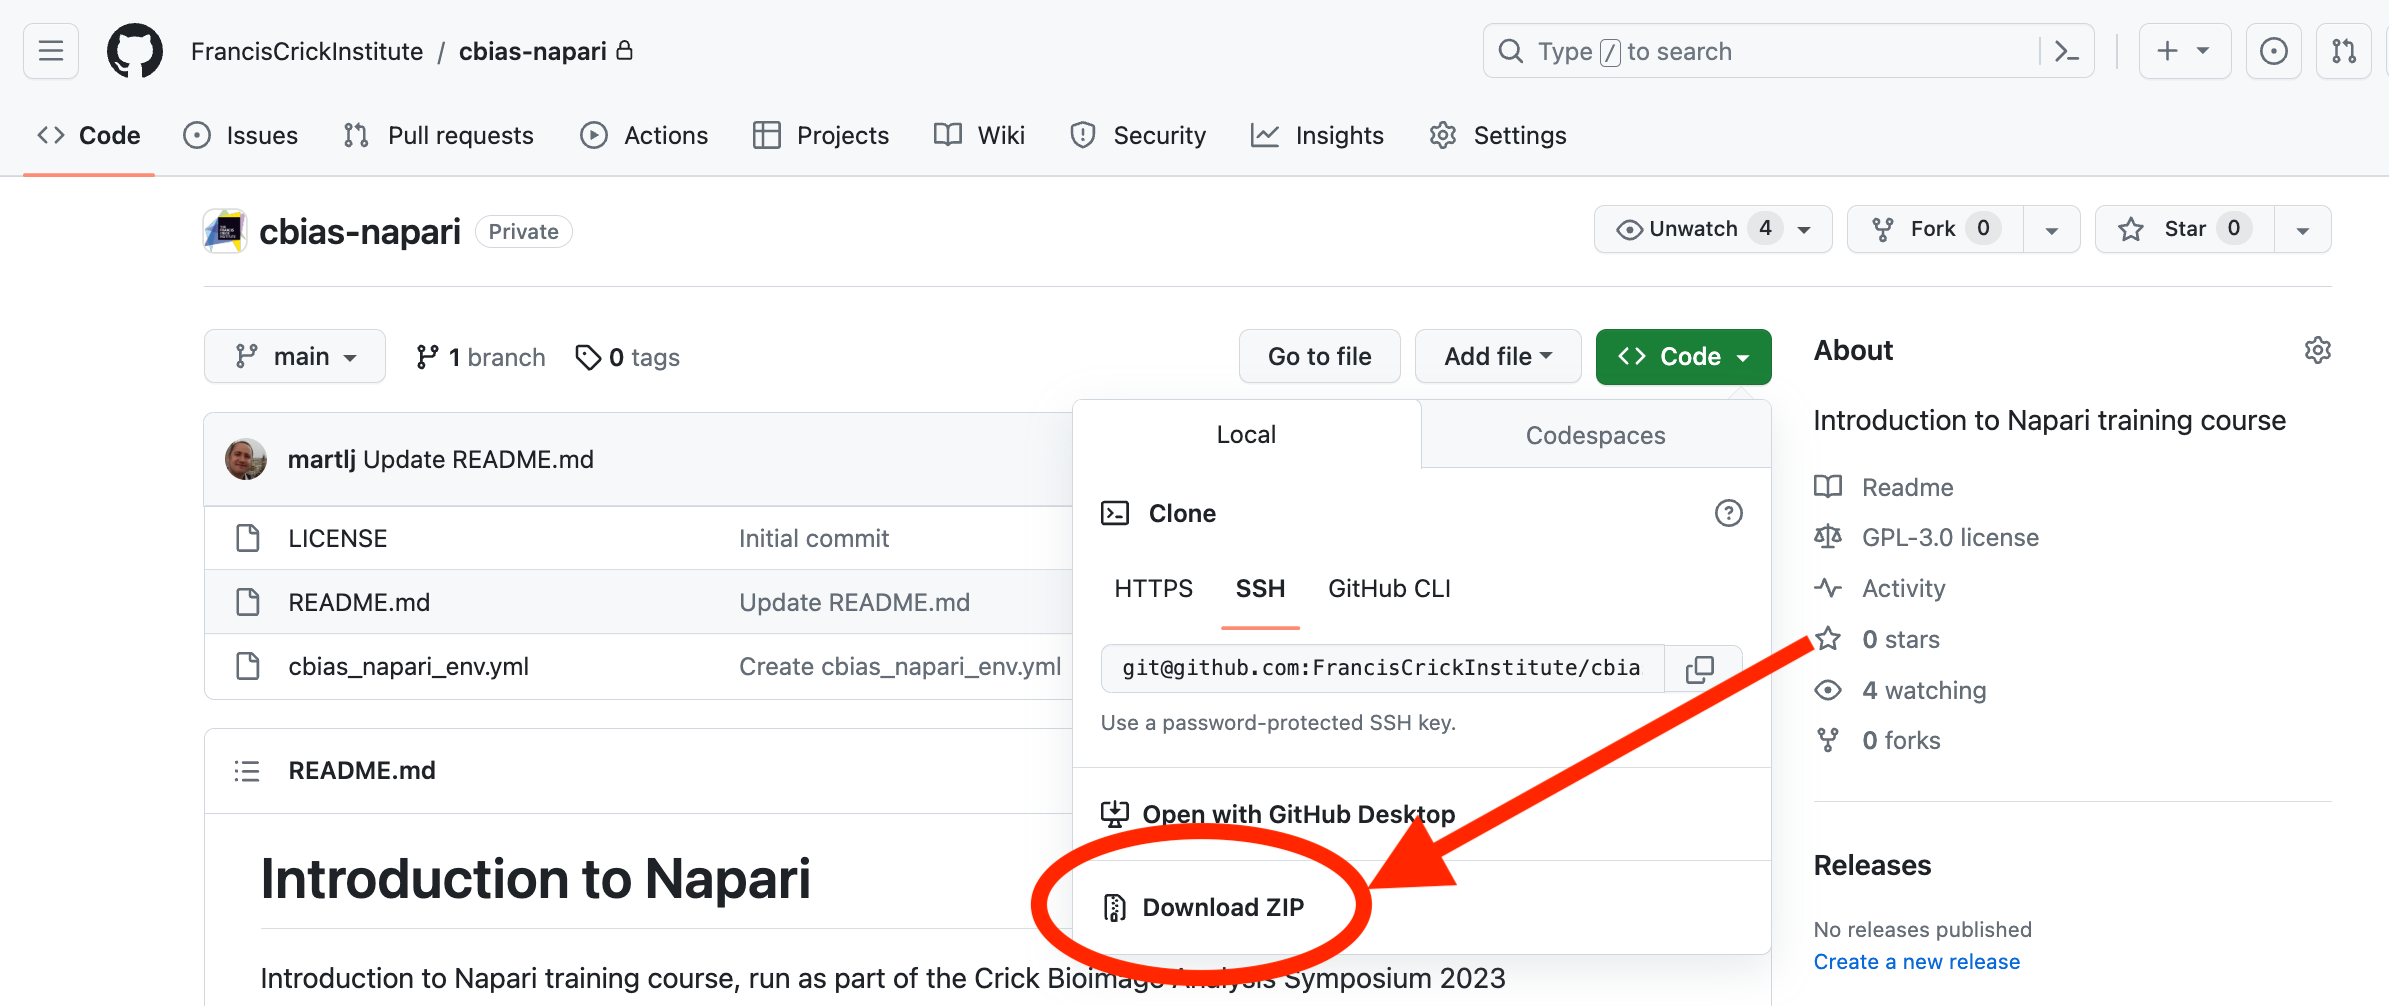 FrancisCrickInstitute / cbias-napari
Type / to search
Code Issues Pull requests Actions Projects Wiki Security Insights Settings
cbias-napari Private
Unwatch 4 Fork 0 Star 0
main 1 branch 0 tags
Go to file Add file Code
martlj Update README.md
LICENSE Initial commit
README.md Update README.md
cbias_napari_env.yml Create cbias_napari_env.yml
README.md
Introduction to Napari
Introduction to Napari training course, run as part of the Crick Bioimage Analysis Symposium 2023
Local Codespaces
Clone
HTTPS SSH GitHub CLI
git@github.com:FrancisCrickInstitute/cbia
Use a password-protected SSH key.
Open with GitHub Desktop
Download ZIP
About
Introduction to Napari training course
Readme
GPL-3.0 license
Activity
0 stars
4 watching
0 forks
Releases
No releases published
Create a new release